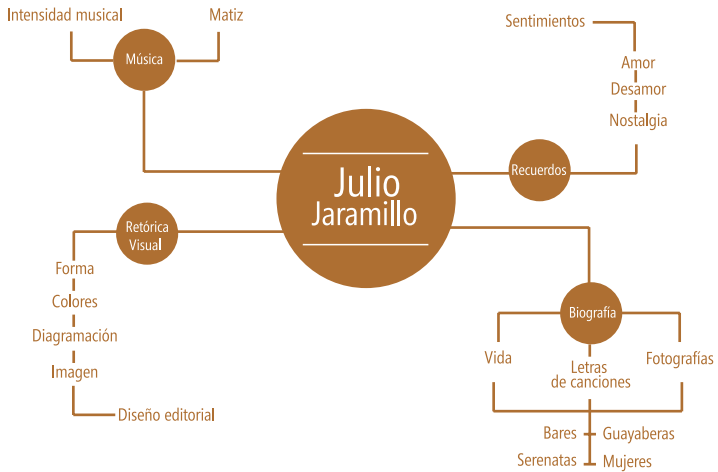 Intensidad musical
Matiz
Música
Sentimientos
Amor
Desamor
Nostalgia
Recuerdos
Julio
Jaramillo
Retórica
Visual
Forma
Colores
Diagramación
Imagen
Diseño editorial
Biografía
Vida
Letras
de canciones
Fotografías
Bares
Guayaberas
Serenatas
Mujeres